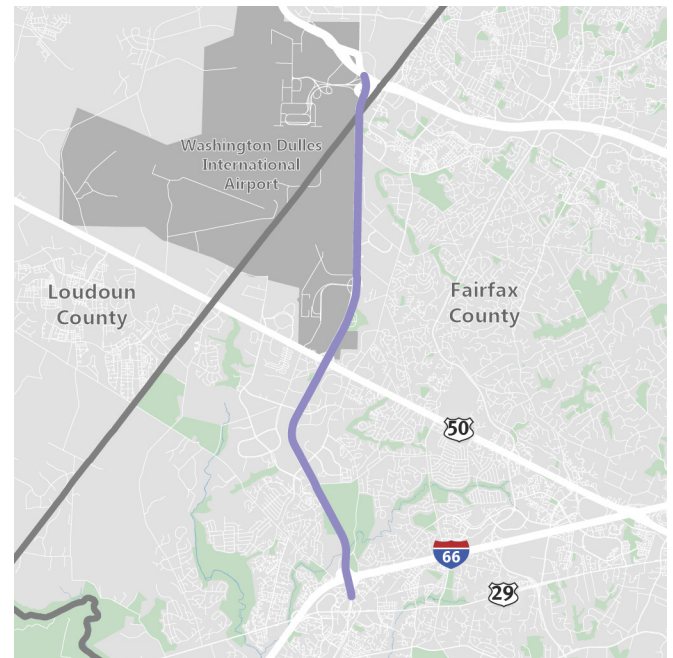 Washington Dulles
International
Airport
Loudoun
County
Fairfax
County
50
66
29